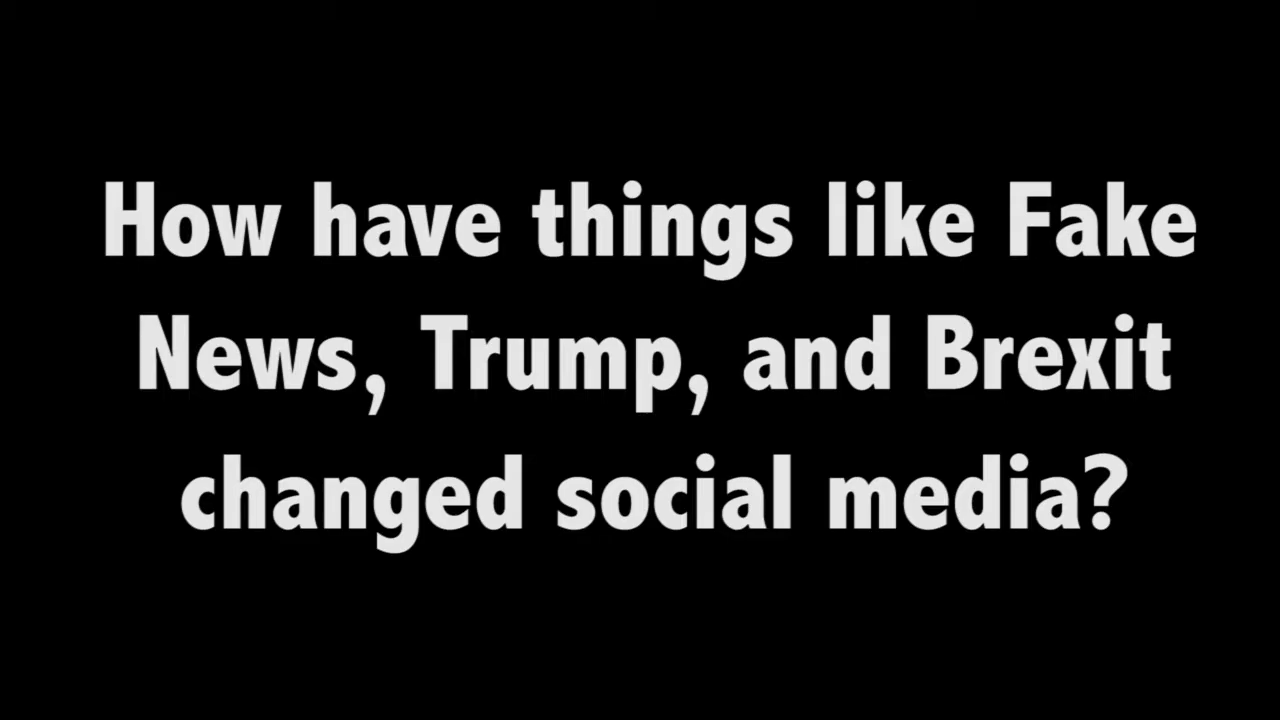 How have things like Fake
News, Trump, and Brexit
changed social media?